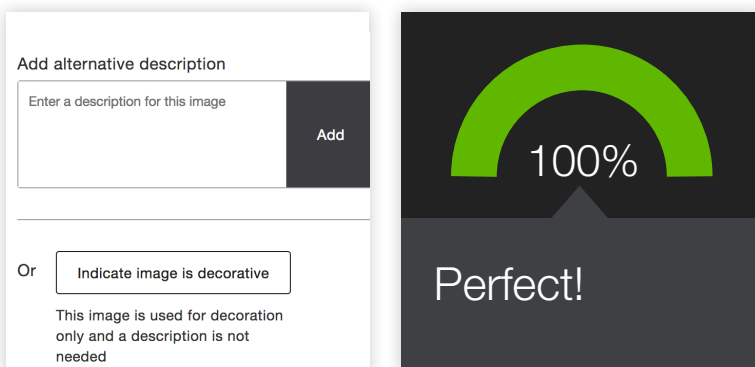 Add alternative description
Enter a description for this image
Add
Or
Indicate image is decorative
This image is used for decoration
only and a description is not
needed
100%
Perfect!